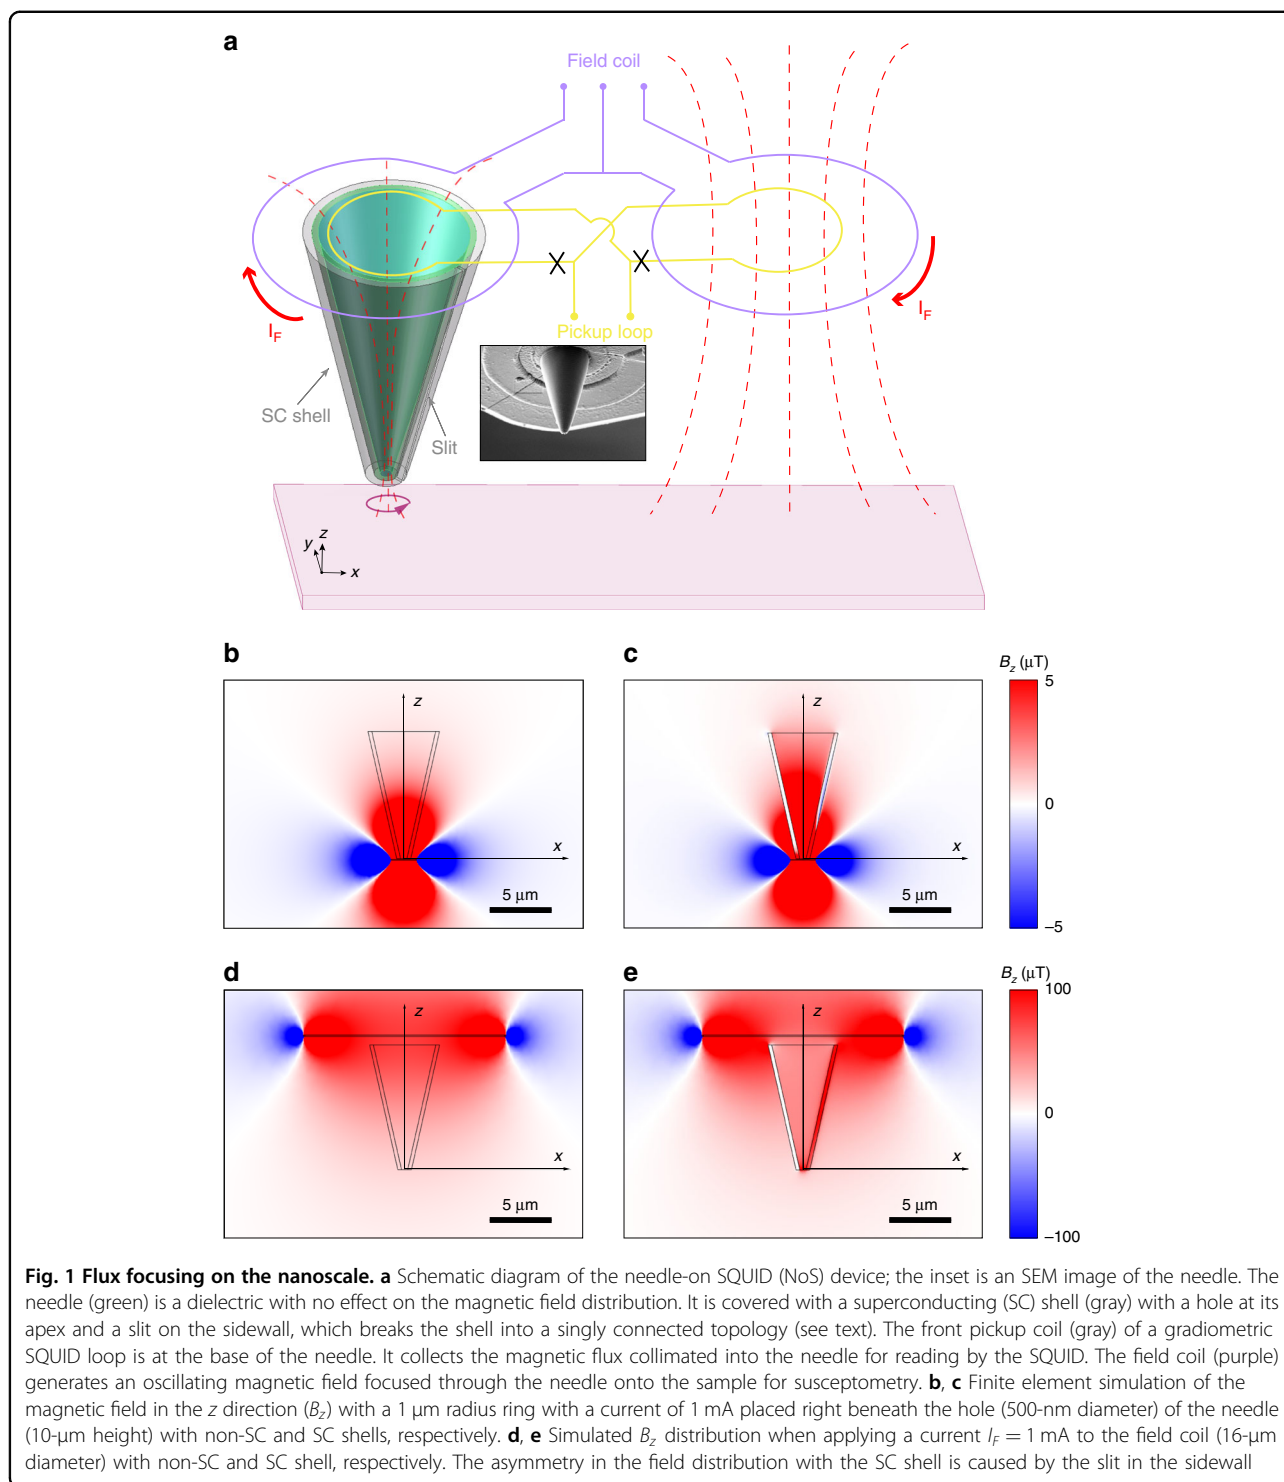 a
Field coil
I_F
I_F
Pickup loop
SC shell
Slit
z
y
x
b
c
B_z (μT)
z
z
5
0
x
x
5 μm
5 μm
−5
d
e
B_z (μT)
z
z
100
0
x
x
5 μm
5 μm
−100
Fig. 1 Flux focusing on the nanoscale. a Schematic diagram of the needle-on SQUID (NoS) device; the inset is an SEM image of the needle. The
needle (green) is a dielectric with no effect on the magnetic field distribution. It is covered with a superconducting (SC) shell (gray) with a hole at its
apex and a slit on the sidewall, which breaks the shell into a singly connected topology (see text). The front pickup coil (gray) of a gradiometric
SQUID loop is at the base of the needle. It collects the magnetic flux collimated into the needle for reading by the SQUID. The field coil (purple)
generates an oscillating magnetic field focused through the needle onto the sample for susceptometry. b, c Finite element simulation of the
magnetic field in the z direction (B_z) with a 1 μm radius ring with a current of 1 mA placed right beneath the hole (500-nm diameter) of the needle
(10-μm height) with non-SC and SC shells, respectively. d, e Simulated B_z distribution when applying a current I_F = 1 mA to the field coil (16-μm
diameter) with non-SC and SC shell, respectively. The asymmetry in the field distribution with the SC shell is caused by the slit in the sidewall